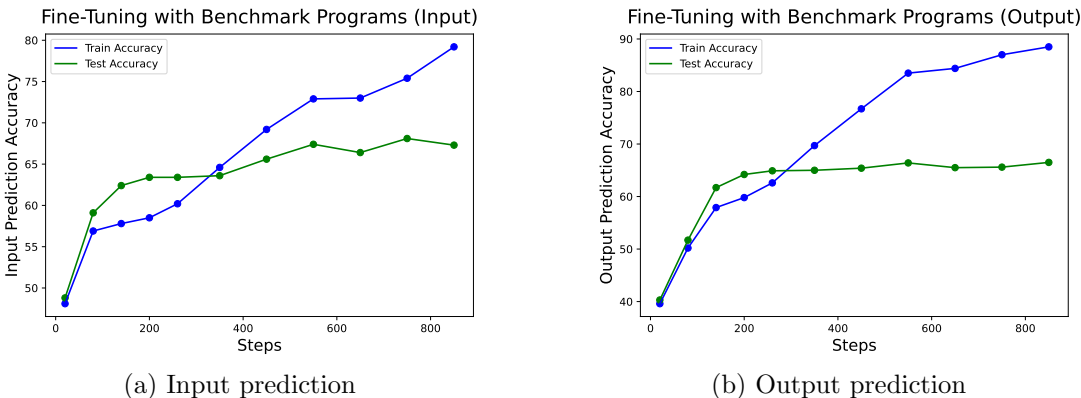 Fine-Tuning with Benchmark Programs (Input)
Train Accuracy
Test Accuracy
Input Prediction Accuracy
80
75
70
65
60
55
50
0 200 400 600 800
Steps
(a) Input prediction
Fine-Tuning with Benchmark Programs (Output)
Train Accuracy
Test Accuracy
Output Prediction Accuracy
90
80
70
60
50
40
0 200 400 600 800
Steps
(b) Output prediction